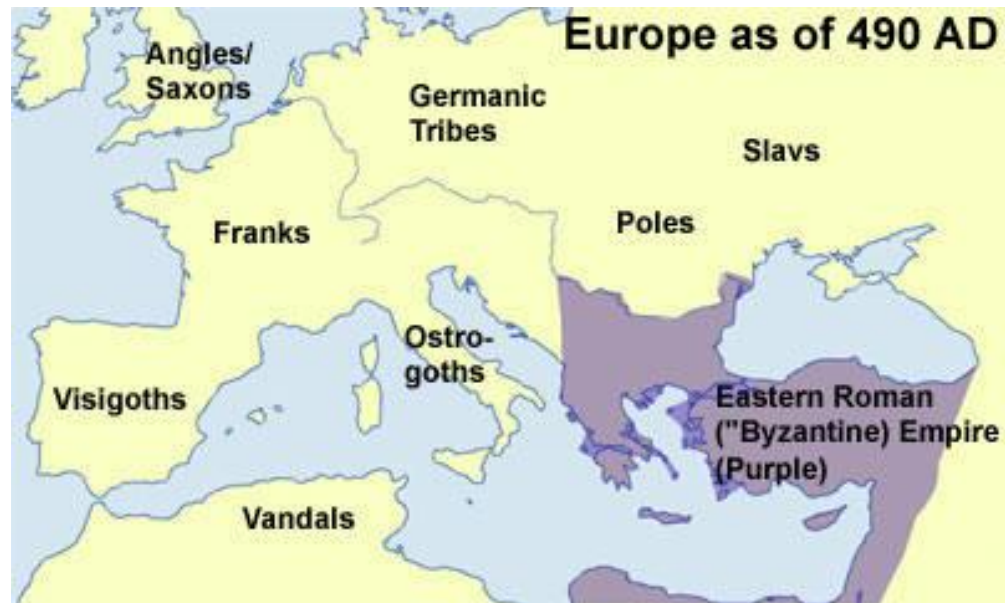 Europe as of 490 AD
Angles/
Saxons
Germanic
Tribes
Slavs
Poles
Franks
Ostro-
goths
Visigoths
Eastern Roman
("Byzantine) Empire
(Purple)
Vandals